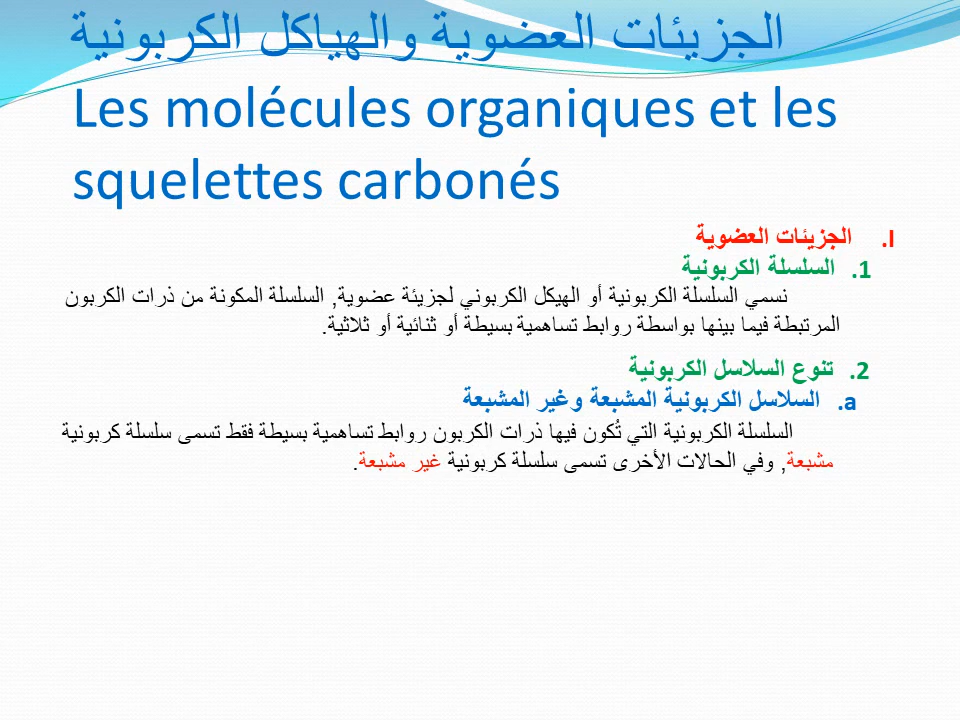 الجزيئات العضوية والهياكل الكربونية
Les molécules organiques et les
squelettes carbonés
I. الجزيئات العضوية
1. السلسلة الكربونية
نسمي السلسلة الكربونية أو الهيكل الكربوني لجزيئة عضوية, السلسلة المكونة من ذرات الكربون
المرتبطة فيما بينها بواسطة روابط تساهمية بسيطة أو ثنائية أو ثلاثية.
2. تنوع السلاسل الكربونية
a. السلاسل الكربونية المشبعة وغير المشبعة
السلسلة الكربونية التي تُكون فيها ذرات الكربون روابط تساهمية بسيطة فقط تسمى سلسلة كربونية
مشبعة, وفي الحالات الأخرى تسمى سلسلة كربونية غير مشبعة.